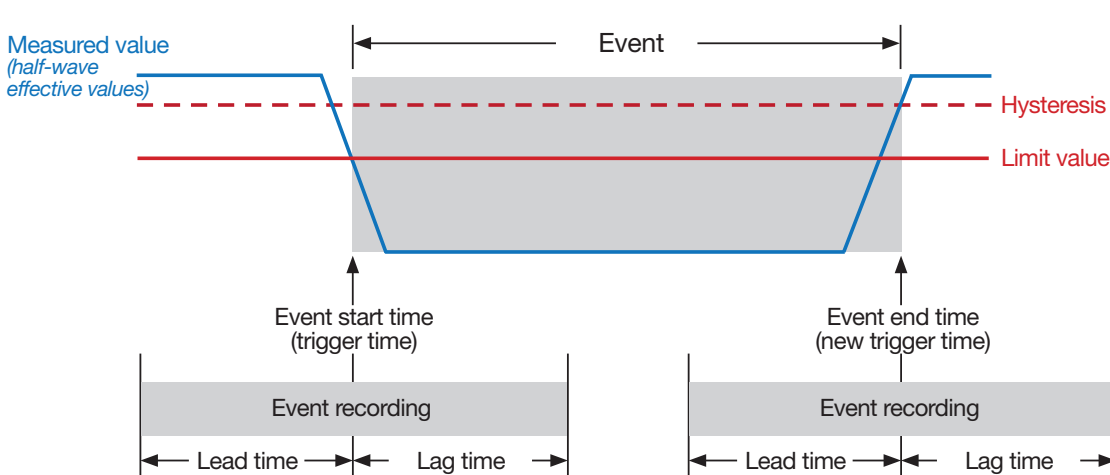 Event
Measured value
(half-wave
effective values)
Hysteresis
Limit value
Event start time
(trigger time)
Event end time
(new trigger time)
Event recording
Event recording
Lead time
Lag time
Lead time
Lag time